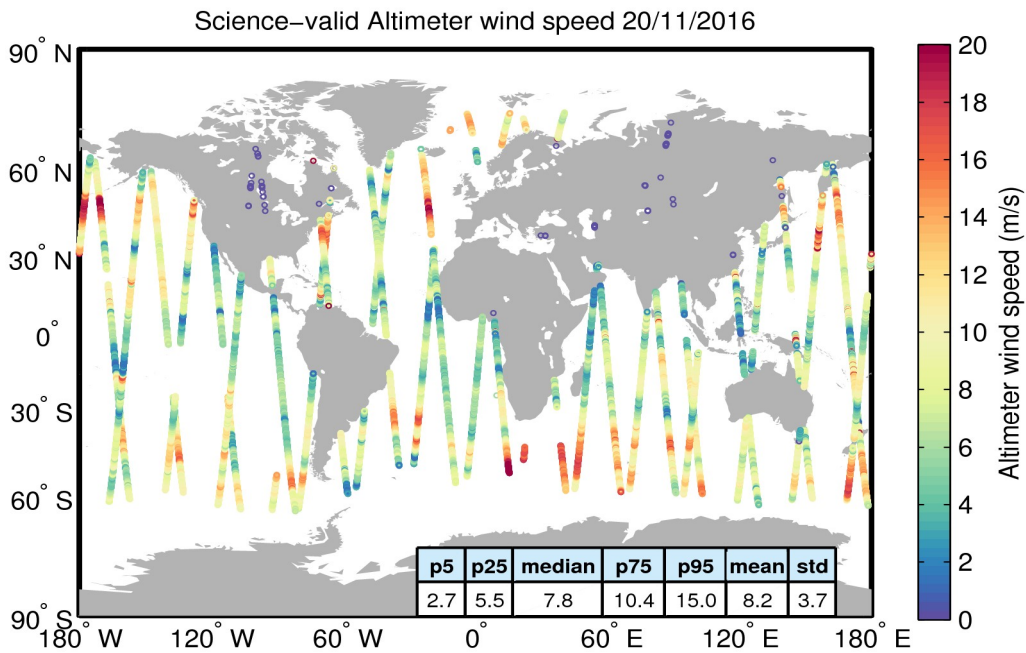 Science−valid Altimeter wind speed 20/11/2016
90° N
60° N
30° N
0°
30° S
60° S
90° S
180° W
120° W
60° W
0°
60° E
120° E
180° E
p5 p25 median p75 p95 mean std
2.7 5.5 7.8 10.4 15.0 8.2 3.7
20
18
16
14
12
10
8
6
4
2
0
Altimeter wind speed (m/s)